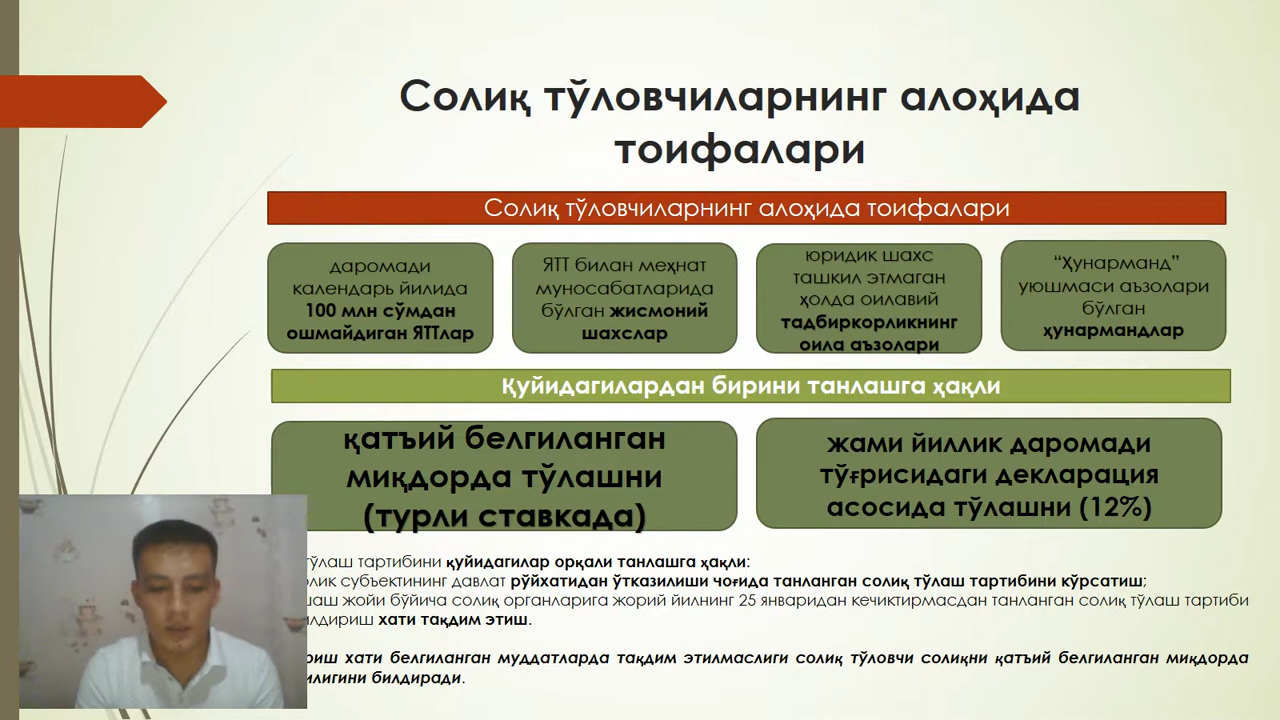 Солиқ тўловчиларнинг алоҳида
тоифалари
Солиқ тўловчиларнинг алоҳида тоифалари
даромади
календарь йилида
100 млн сўмдан
ошмайдиган ЯТТлар
ЯТТ билан меҳнат
муносабатларида
бўлган жисмоний
шахслар
юридик шахс
ташкил этмаган
ҳолда оилавий
тадбиркорликнинг
оила аъзолари
“Ҳунарманд”
уюшмаси аъзолари
бўлган
ҳунармандлар
Қуйидагилардан бирини танлашга ҳақли
қатъий белгиланган
миқдорда тўлашни
(турли ставкада)
жами йиллик даромади
тўғрисидаги декларация
асосида тўлашни (12%)
тўлаш тартибини қуйидагилар орқали танлашга ҳақли:
субъектининг давлат рўйхатидан ўтказилиши чоғида танланган солиқ тўлаш тартибини кўрсатиш;
жойи бўйича солиқ органларига жорий йилнинг 25 январидан кечиктирмасдан танланган солиқ тўлаш тартиби
хати тақдим этиш.
хати белгиланган муддатларда тақдим этилмаслиги солиқ тўловчи солиқни қатъий белгиланган миқдорда
билдиради.